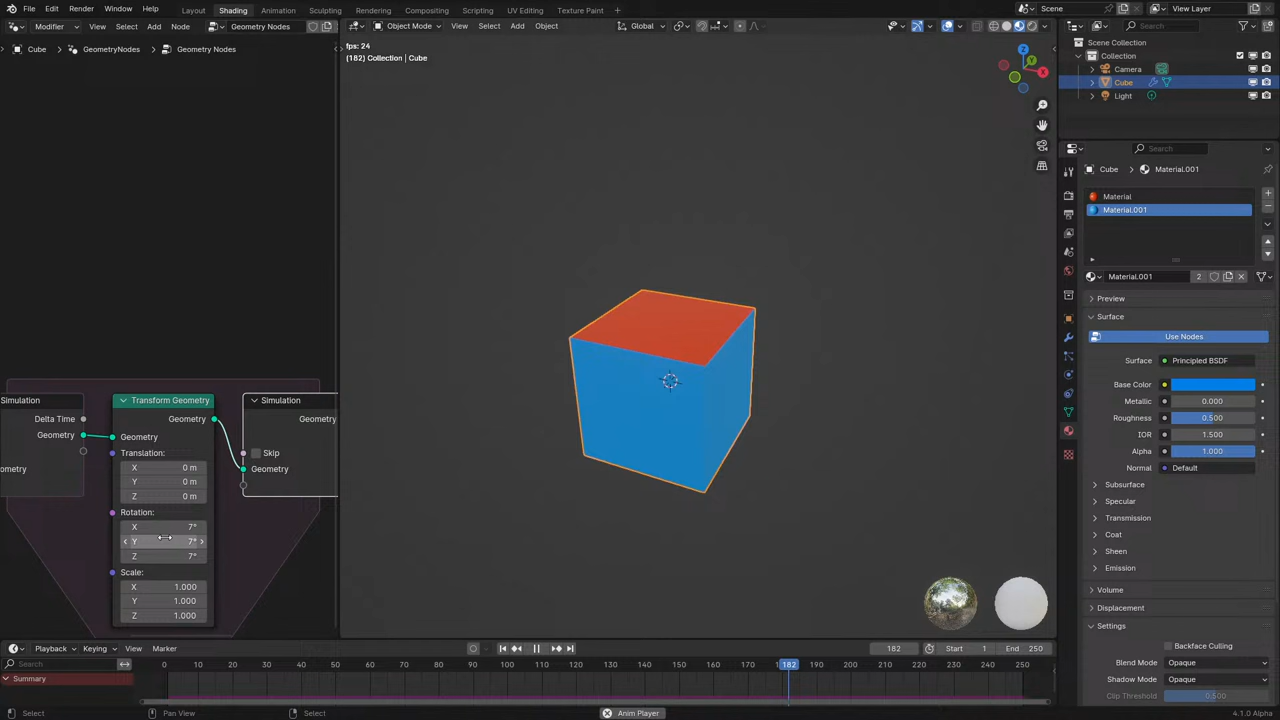 File Edit Render Window Help
Layout Shading Animation Sculpting Rendering Compositing Scripting UV Editing Texture Paint +
Scene
View Layer
Modifier
View Select Add Node
Geometry Nodes
Object Mode
View Select Add Object
Global
Search
Cube
GeometryNodes
Geometry Nodes
fps: 24
(182) Collection | Cube
Y
X
Z
Scene Collection
Collection
Camera
Cube
Light
Search
Cube
Material.001
Material
Material.001
Material.001
2
Preview
Surface
Use Nodes
Surface
Principled BSDF
Base Color
Metallic 0.000
Roughness 0.500
IOR 1.500
Alpha 1.000
Normal Default
Subsurface
Specular
Transmission
Coat
Sheen
Emission
Volume
Displacement
Settings
Backface Culling
Blend Mode Opaque
Shadow Mode Opaque
Clip Threshold 0.500
Simulation
Delta Time
Geometry
ometry
Transform Geometry
Geometry
Geometry
Translation:
X 0 m
Y 0 m
Z 0 m
Rotation:
X 7°
Y 7°
Z 7°
Scale:
X 1.000
Y 1.000
Z 1.000
Simulation
Geometry
Skip
Geometry
Playback Keying View Marker
182
Start 1
End 250
Search
0 10 20 30 40 50 60 70 80 90 100 110 120 130 140 150 160 170 182 190 200 210 220 230 240 250
Summary
Select
Pan View
Select
Anim Player
4.1.0 Alpha